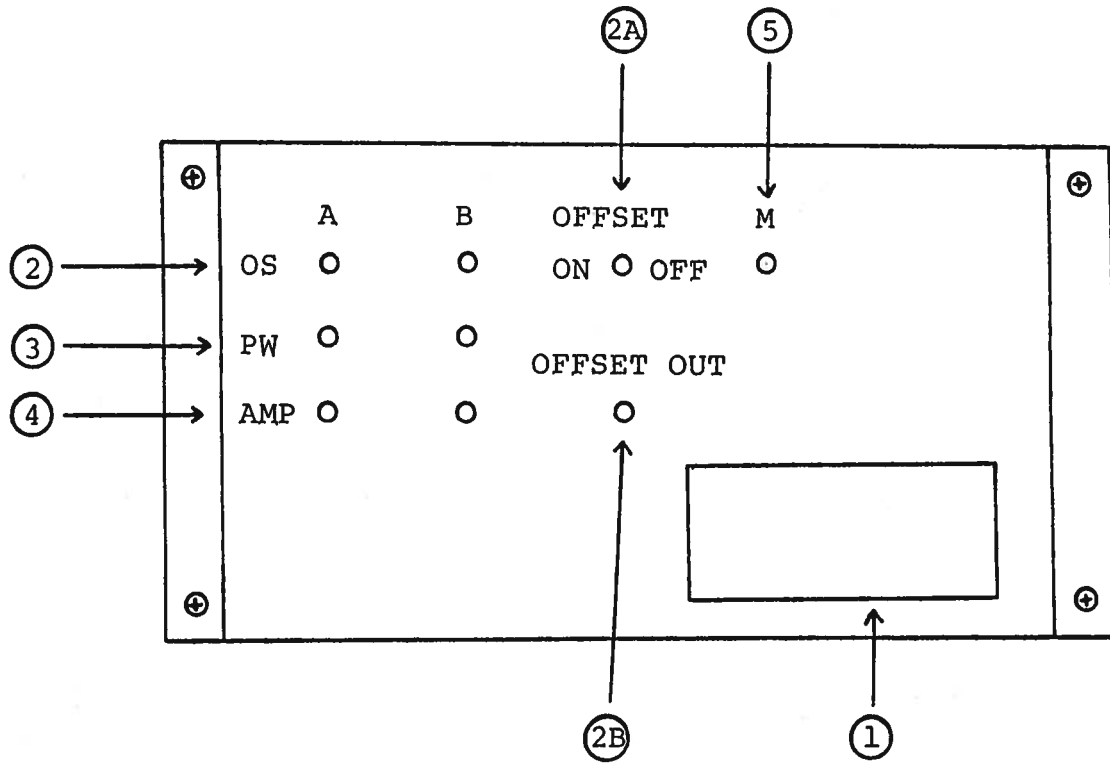 2A 5
A B OFFSET M
2 OS ON OFF
3 PW
OFFSET OUT
4 AMP
2B 1